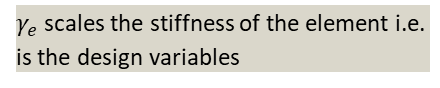 γₑ scales the stiffness of the element i.e.
is the design variables